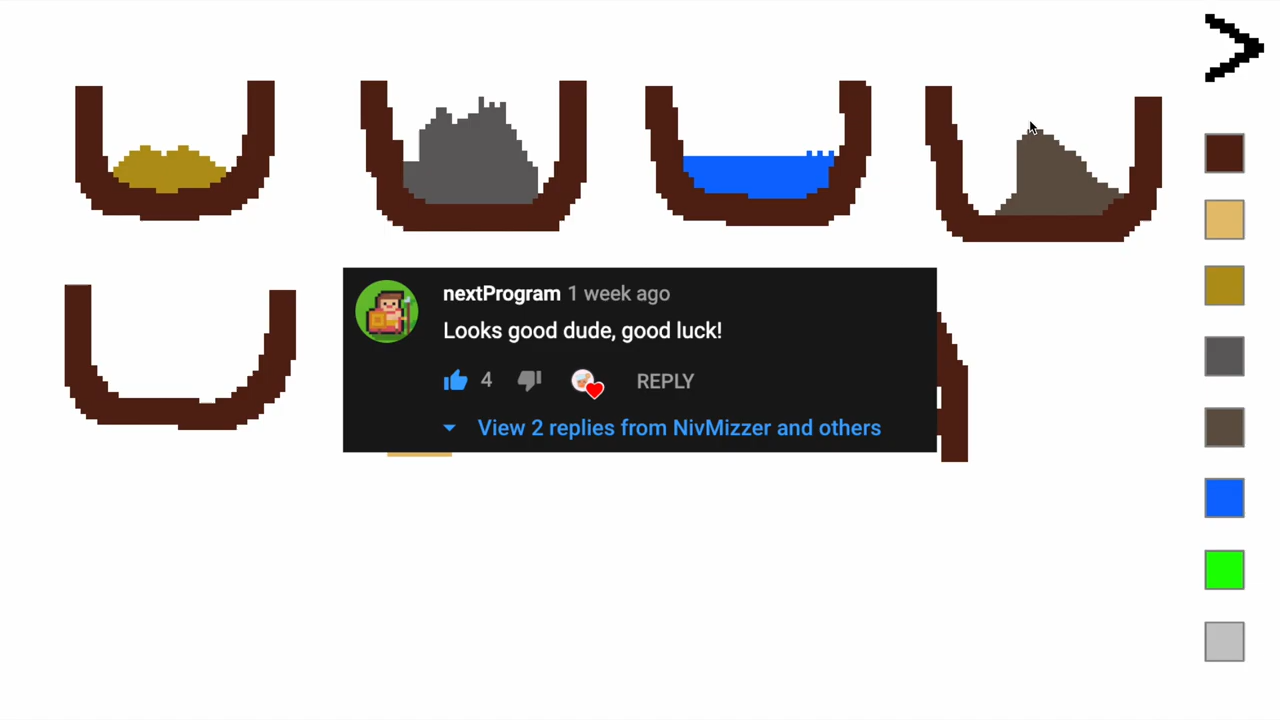 nextProgram 1 week ago
Looks good dude, good luck!
4 REPLY
View 2 replies from NivMizzer and others